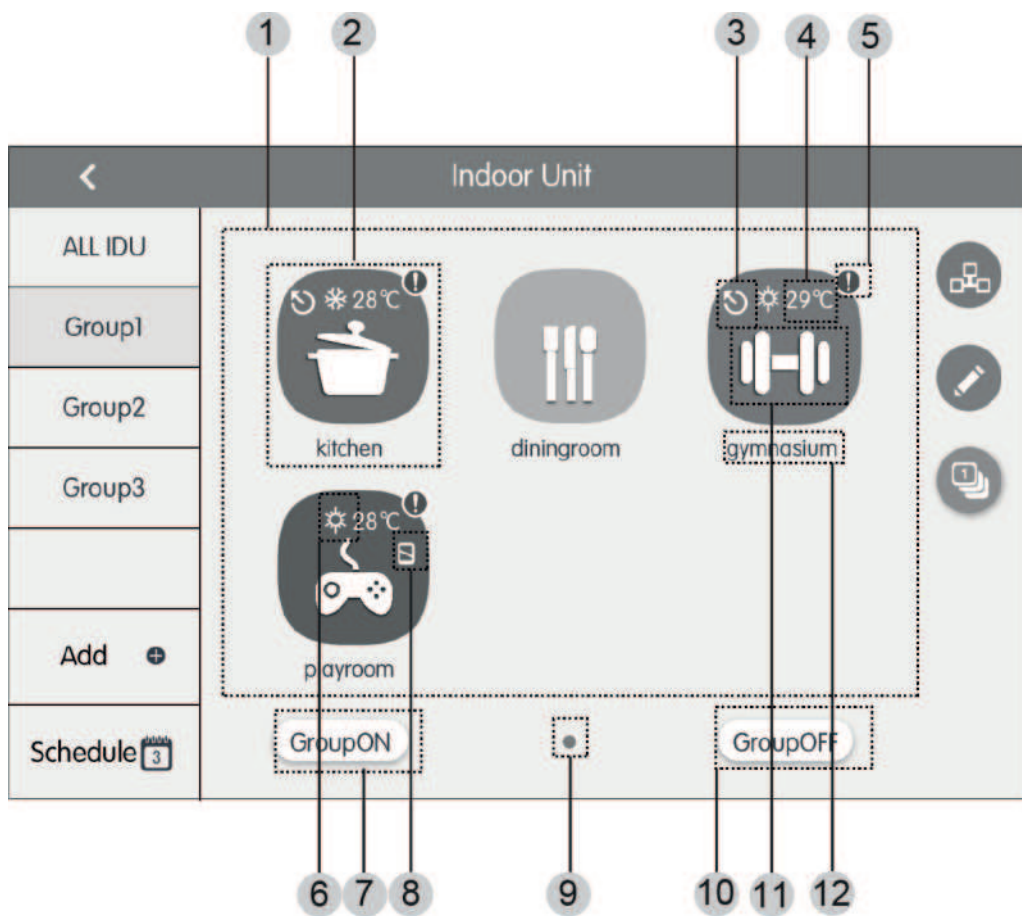 1 2 3 4 5
Indoor Unit
ALL IDU
Group1
Group2
Group3
Add
Schedule 3
28℃
kitchen
diningroom
29℃
gymnasium
1
28℃
playroom
GroupON
GroupOFF
6 7 8 9 10 11 12